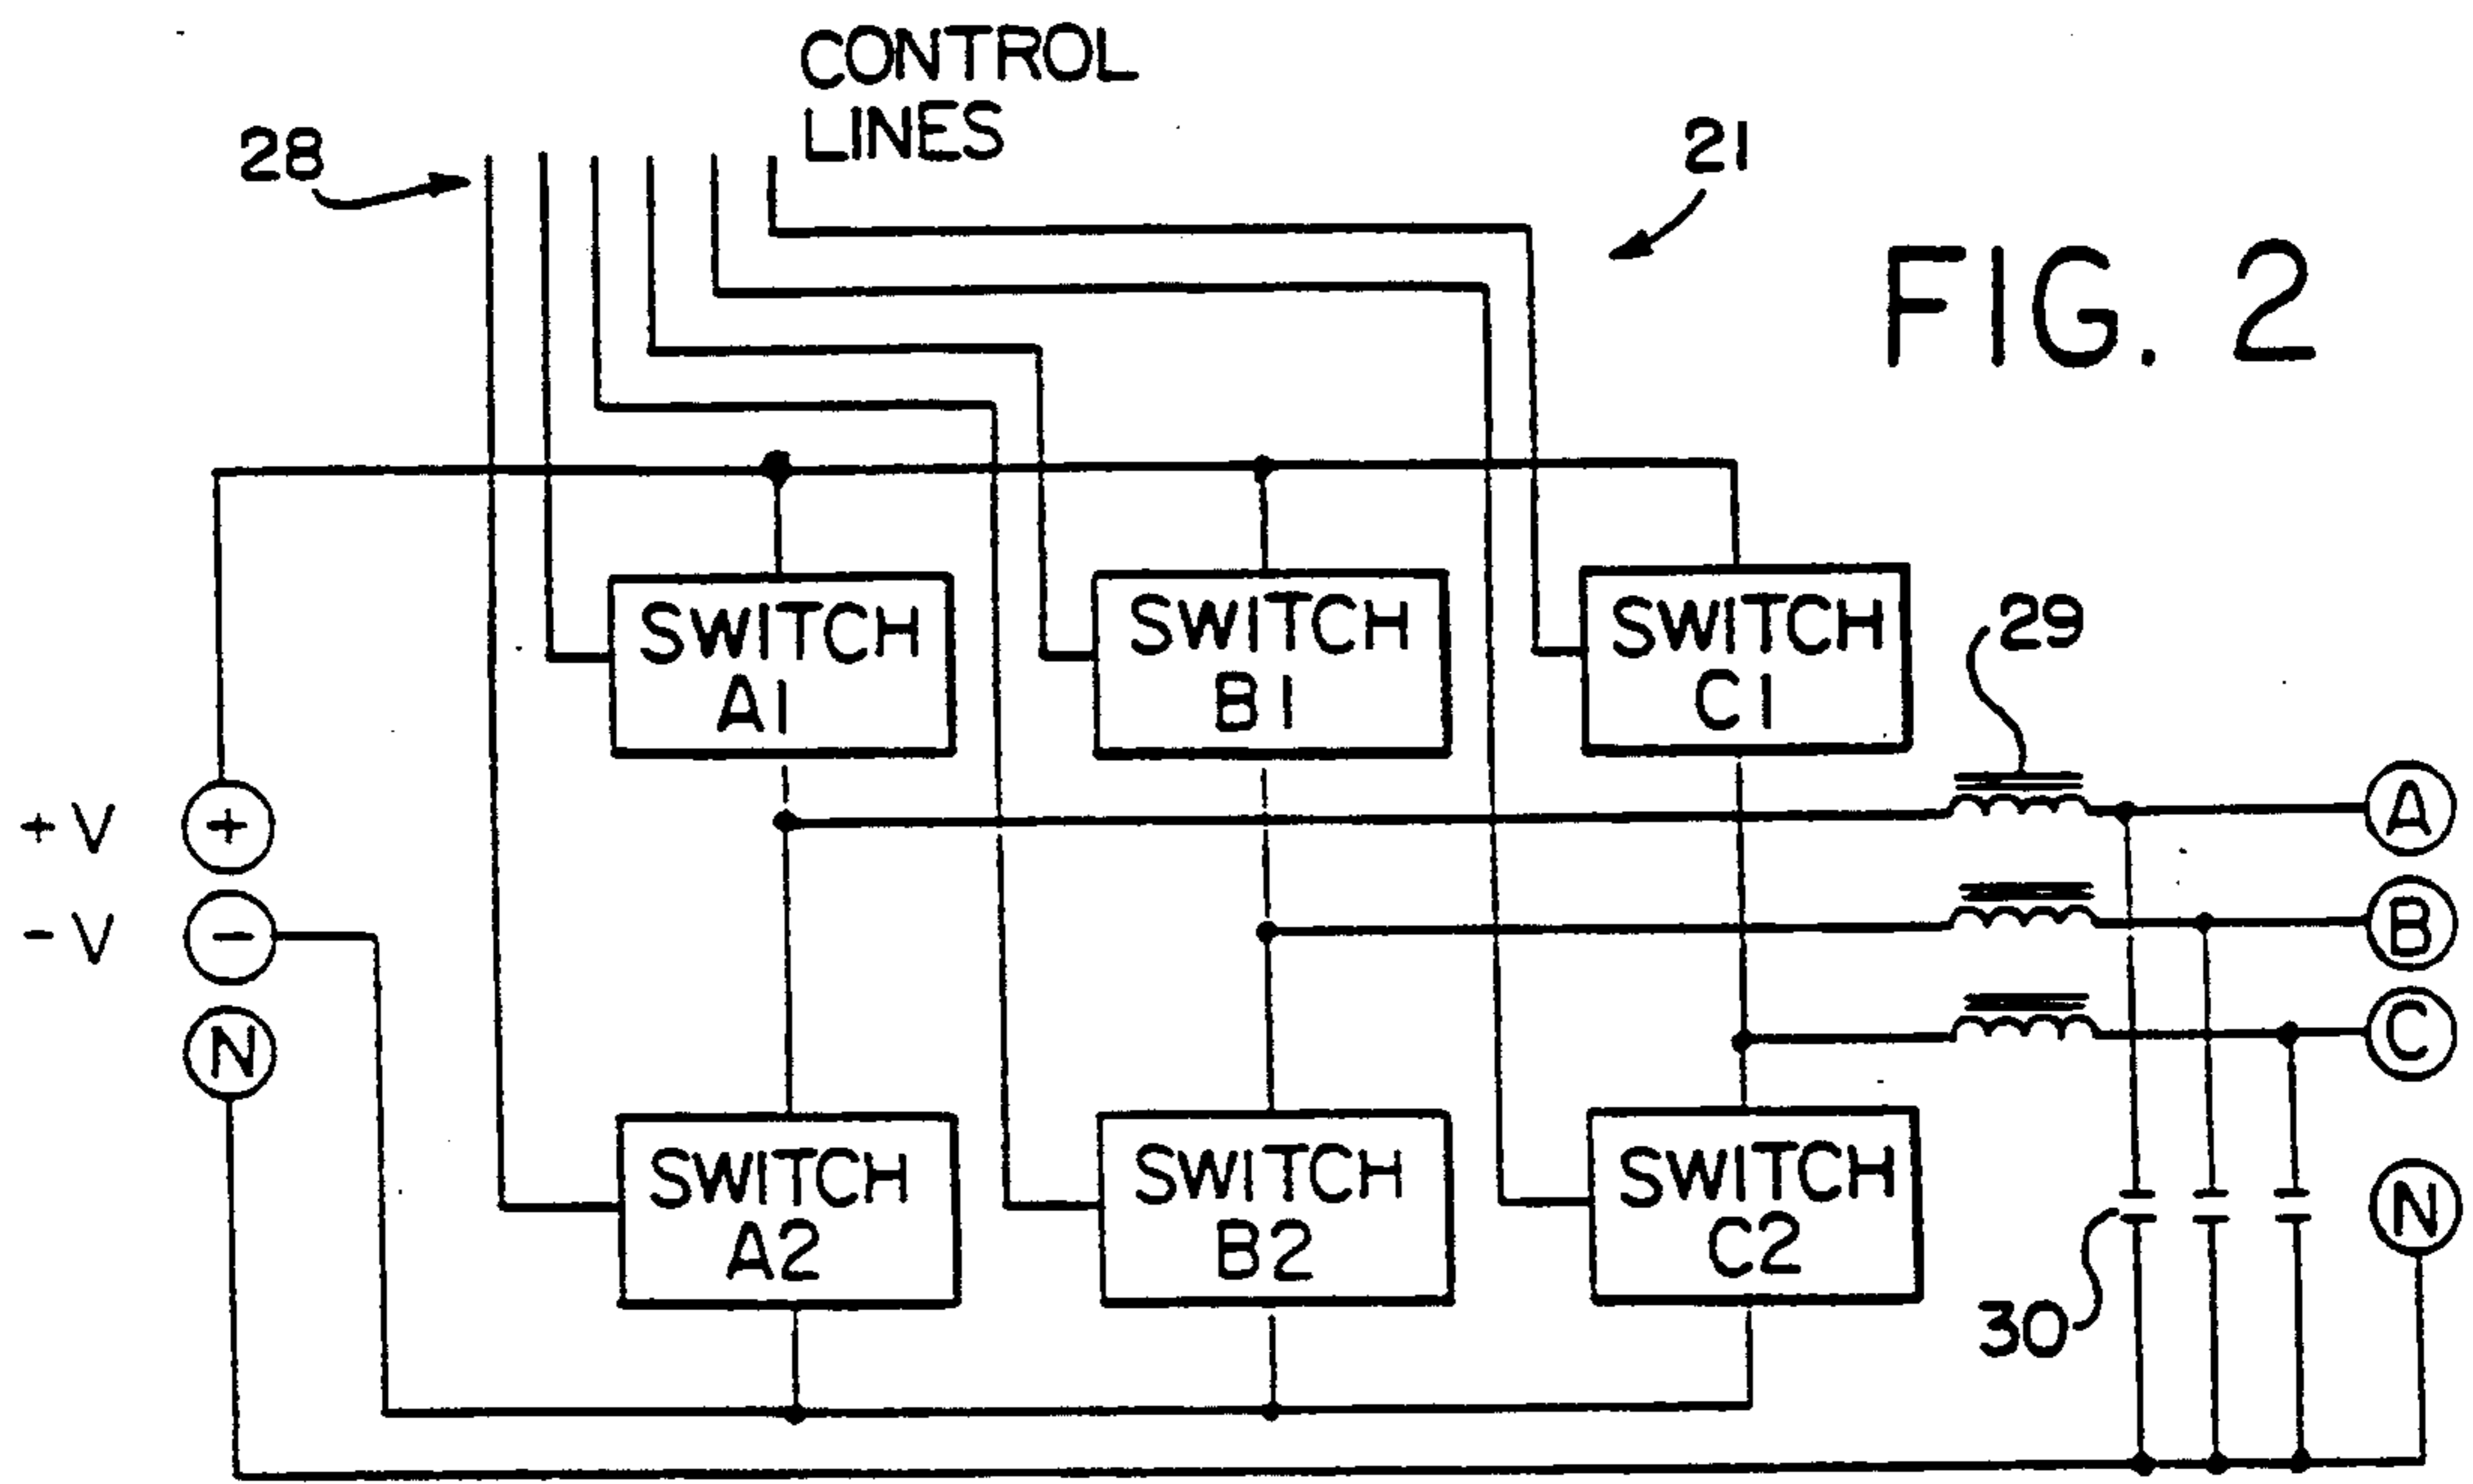 CONTROL
LINES
28
21
FIG. 2
SWITCH
A1
SWITCH
B1
SWITCH
C1
29
+V
+
A
-V
-
B
N
C
SWITCH
A2
SWITCH
B2
SWITCH
C2
N
30